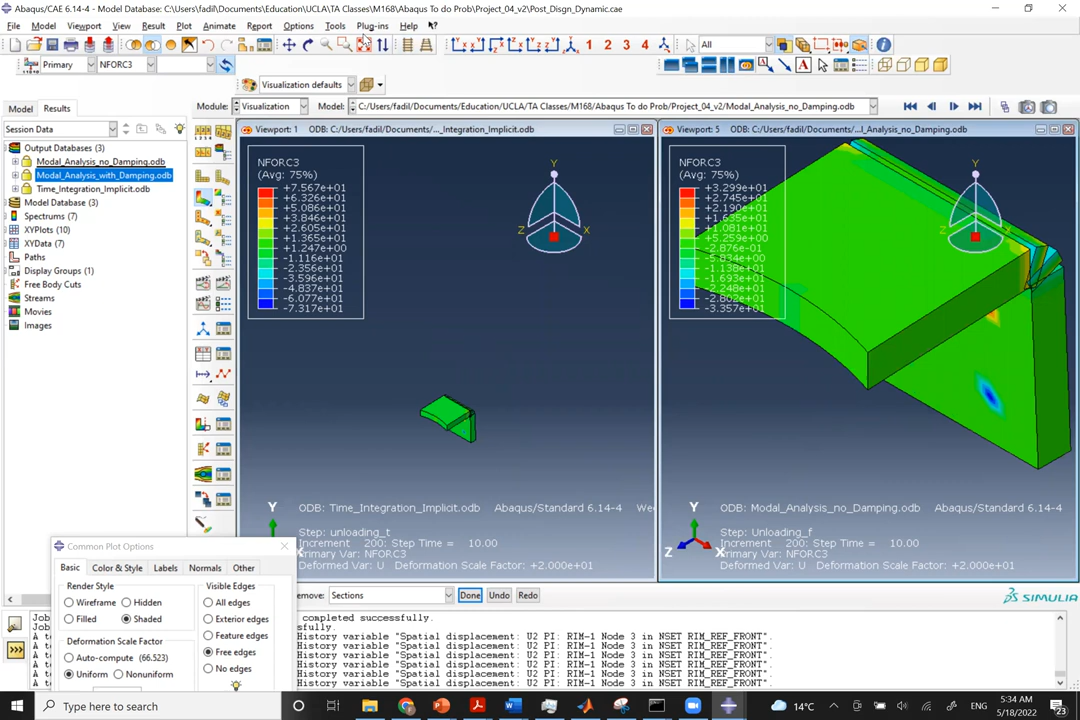 Abaqus/CAE 6.14-4 - Model Database: C:/Users/fadil/Documents/Education/UCLA/TA Classes/M168/Abaqus To do Prob/Project_04_v2/Post_Disgn_Dynamic.cae
File Model Viewport View Result Plot Animate Report Options Tools Plug-ins Help
1 2 3 4 All
Primary NFORC3
Visualization defaults
Model Results Module: Visualization Model: C:/Users/fadil/Documents/Education/UCLA/TA Classes/M168/Abaqus To do Prob/Project_04_v2/Modal_Analysis_no_Damping.odb
Session Data
Output Databases (3)
Modal_Analysis_no_Damping.odb
Modal_Analysis_with_Damping.odb
Time_Integration_Implicit.odb
Model Database (3)
Spectrums (7)
XYPlots (10)
XYData (7)
Paths
Display Groups (1)
Free Body Cuts
Streams
Movies
Images
Viewport: 1 ODB: C:/Users/fadil/Documents/..._Integration_Implicit.odb
NFORC3
(Avg: 75%)
+7.567e+01
+6.326e+01
+5.086e+01
+3.846e+01
+2.605e+01
+1.365e+01
+1.247e+00
-1.116e+01
-2.356e+01
-3.596e+01
-4.837e+01
-6.077e+01
-7.317e+01
Y
Z X
Y
ODB: Time_Integration_Implicit.odb Abaqus/Standard 6.14-4 We
Step: unloading_t
Increment 200: Step Time = 10.00
Primary Var: NFORC3
Deformed Var: U Deformation Scale Factor: +2.000e+01
Viewport: 5 ODB: C:/Users/fadil/Documents/...l_Analysis_no_Damping.odb
NFORC3
(Avg: 75%)
+3.299e+01
+2.745e+01
+2.190e+01
+1.635e+01
+1.081e+01
+5.259e+00
-2.876e-01
-5.834e+00
-1.138e+01
-1.693e+01
-2.248e+01
-2.802e+01
-3.357e+01
Y
Z
Y
Z X
ODB: Modal_Analysis_no_Damping.odb Abaqus/Standard 6.14-4
Step: Unloading_f
Increment 200: Step Time = 10.00
Primary Var: NFORC3
Deformed Var: U Deformation Scale Factor: +2.000e+01
Common Plot Options
Basic Color & Style Labels Normals Other
Render Style
Wireframe Hidden
Filled Shaded
Deformation Scale Factor
Auto-compute (66.523)
Uniform Nonuniform
Visible Edges
All edges
Exterior edges
Feature edges
Free edges
No edges
emove: Sections Done Undo Redo
SIMULIA
Job
Job
A to
A to
A te
A te
A te
completed successfully.
sfully.
History variable "Spatial displacement: U2 PI: RIM-1 Node 3 in NSET RIM_REF_FRONT".
History variable "Spatial displacement: U2 PI: RIM-1 Node 3 in NSET RIM_REF_FRONT".
History variable "Spatial displacement: U2 PI: RIM-1 Node 3 in NSET RIM_REF_FRONT".
History variable "Spatial displacement: U2 PI: RIM-1 Node 3 in NSET RIM_REF_FRONT".
History variable "Spatial displacement: U2 PI: RIM-1 Node 3 in NSET RIM_REF_FRONT".
Type here to search
14°C ENG
5:34 AM
5/18/2022
23